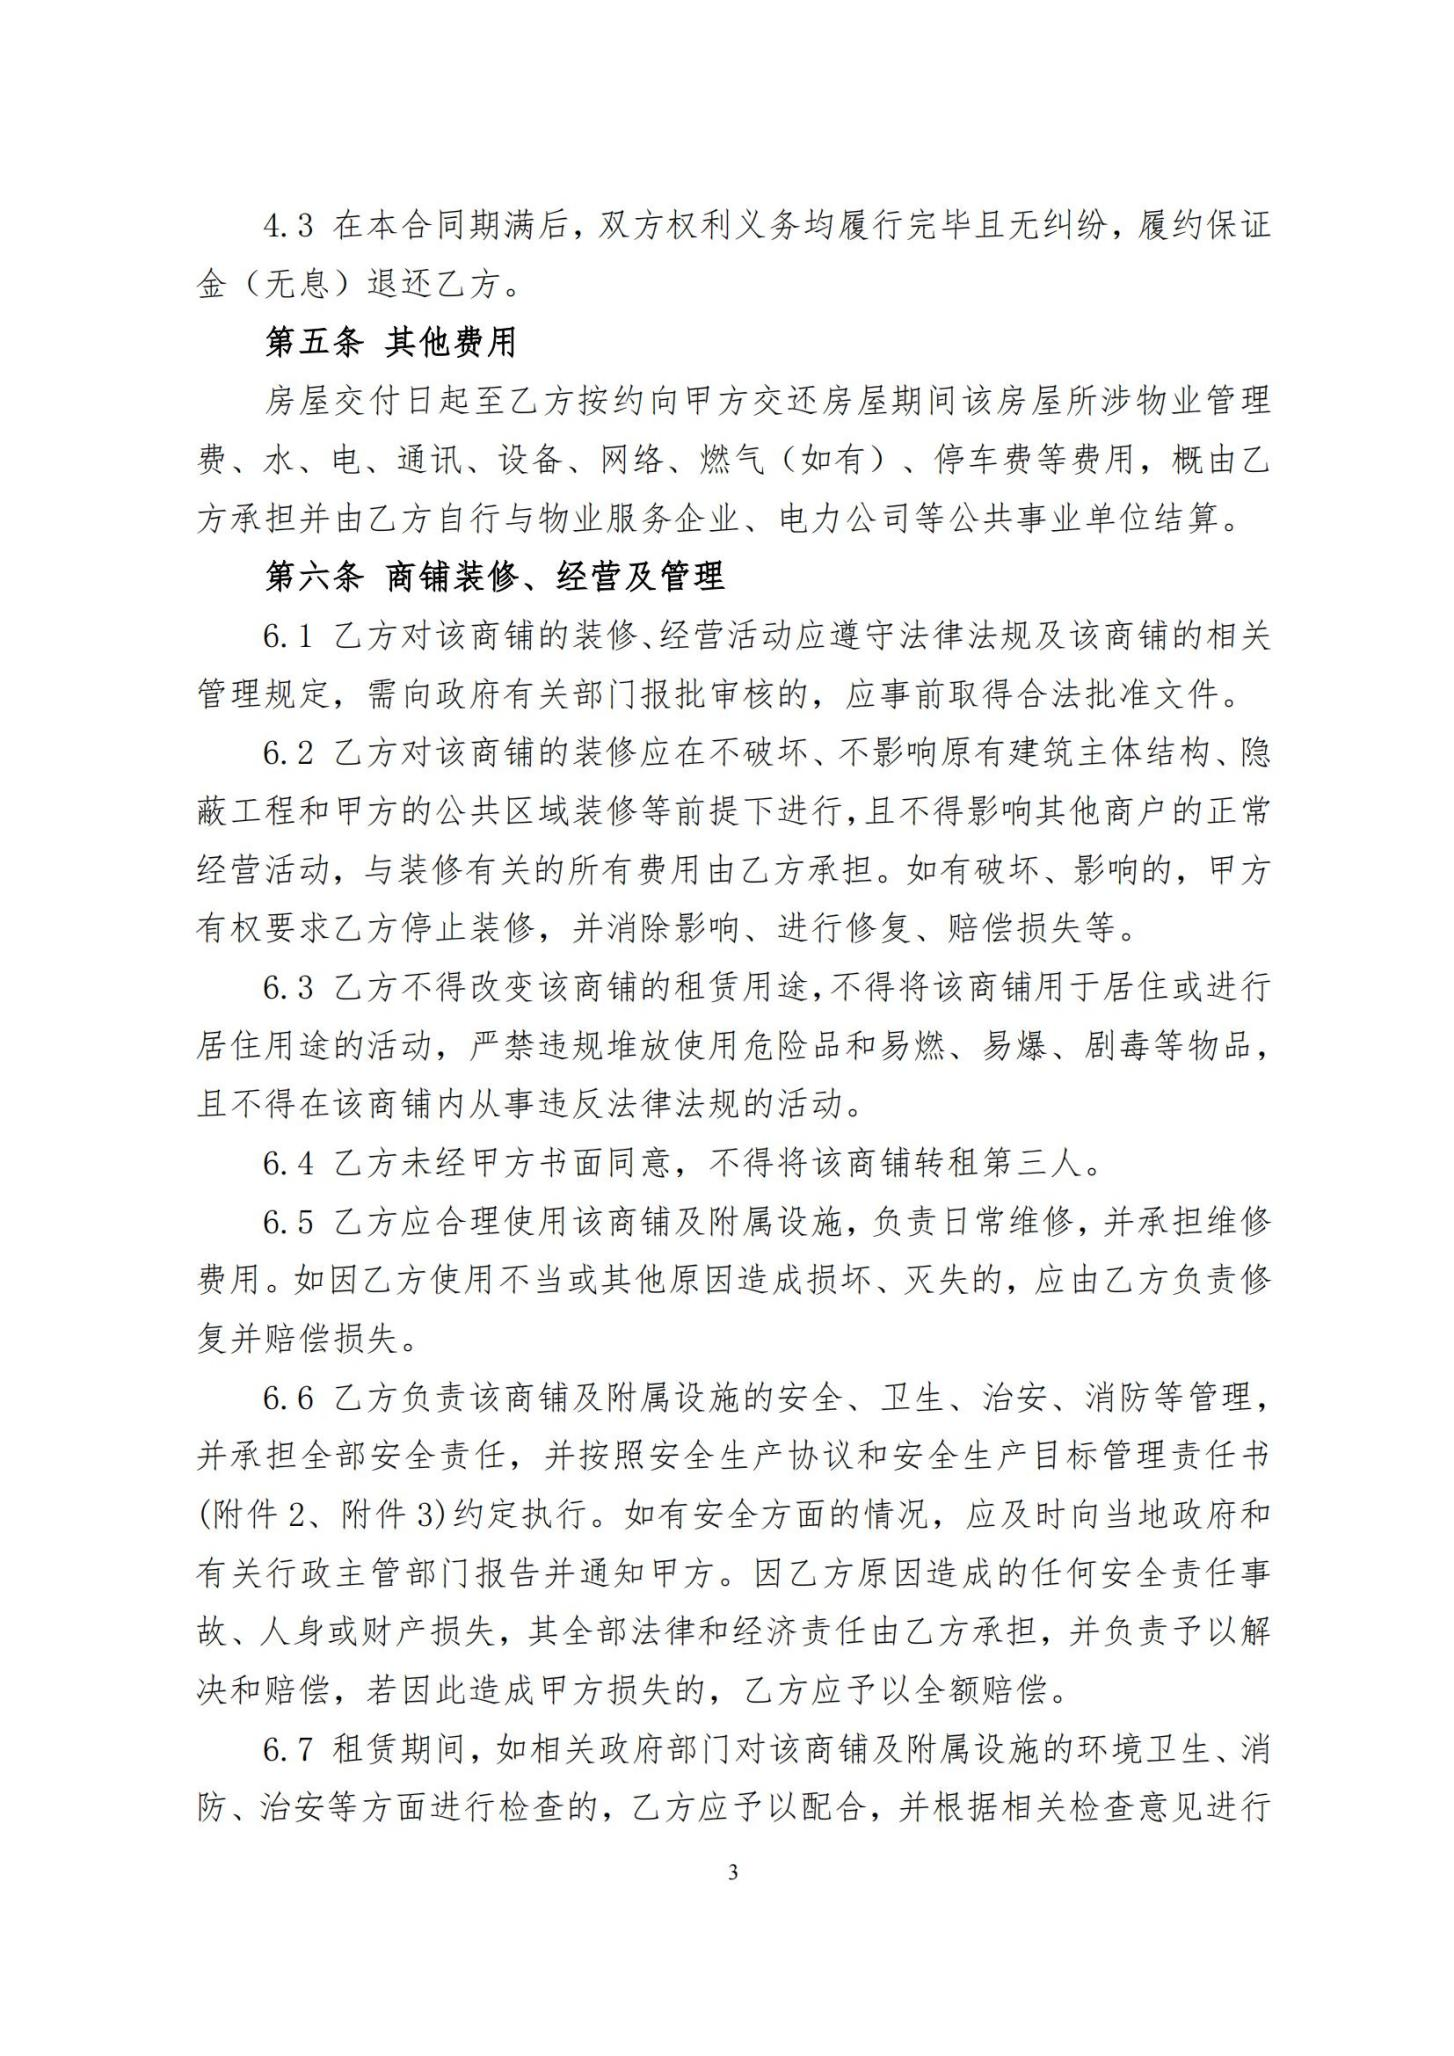 4.3 在本合同期满后，双方权利义务均履行完毕且无纠纷，履约保证
金（无息）退还乙方。
第五条 其他费用
房屋交付日起至乙方按约向甲方交还房屋期间该房屋所涉物业管理
费、水、电、通讯、设备、网络、燃气（如有）、停车费等费用，概由乙
方承担并由乙方自行与物业服务企业、电力公司等公共事业单位结算。
第六条 商铺装修、经营及管理
6.1 乙方对该商铺的装修、经营活动应遵守法律法规及该商铺的相关
管理规定，需向政府有关部门报批审核的，应事前取得合法批准文件。
6.2 乙方对该商铺的装修应在不破坏、不影响原有建筑主体结构、隐
蔽工程和甲方的公共区域装修等前提下进行，且不得影响其他商户的正常
经营活动，与装修有关的所有费用由乙方承担。如有破坏、影响的，甲方
有权要求乙方停止装修，并消除影响、进行修复、赔偿损失等。
6.3 乙方不得改变该商铺的租赁用途，不得将该商铺用于居住或进行
居住用途的活动，严禁违规堆放使用危险品和易燃、易爆、剧毒等物品，
且不得在该商铺内从事违反法律法规的活动。
6.4 乙方未经甲方书面同意，不得将该商铺转租第三人。
6.5 乙方应合理使用该商铺及附属设施，负责日常维修，并承担维修
费用。如因乙方使用不当或其他原因造成损坏、灭失的，应由乙方负责修
复并赔偿损失。
6.6 乙方负责该商铺及附属设施的安全、卫生、治安、消防等管理，
并承担全部安全责任，并按照安全生产协议和安全生产目标管理责任书
(附件 2、附件 3)约定执行。如有安全方面的情况，应及时向当地政府和
有关行政主管部门报告并通知甲方。因乙方原因造成的任何安全责任事
故、人身或财产损失，其全部法律和经济责任由乙方承担，并负责予以解
决和赔偿，若因此造成甲方损失的，乙方应予以全额赔偿。
6.7 租赁期间，如相关政府部门对该商铺及附属设施的环境卫生、消
防、治安等方面进行检查的，乙方应予以配合，并根据相关检查意见进行
3